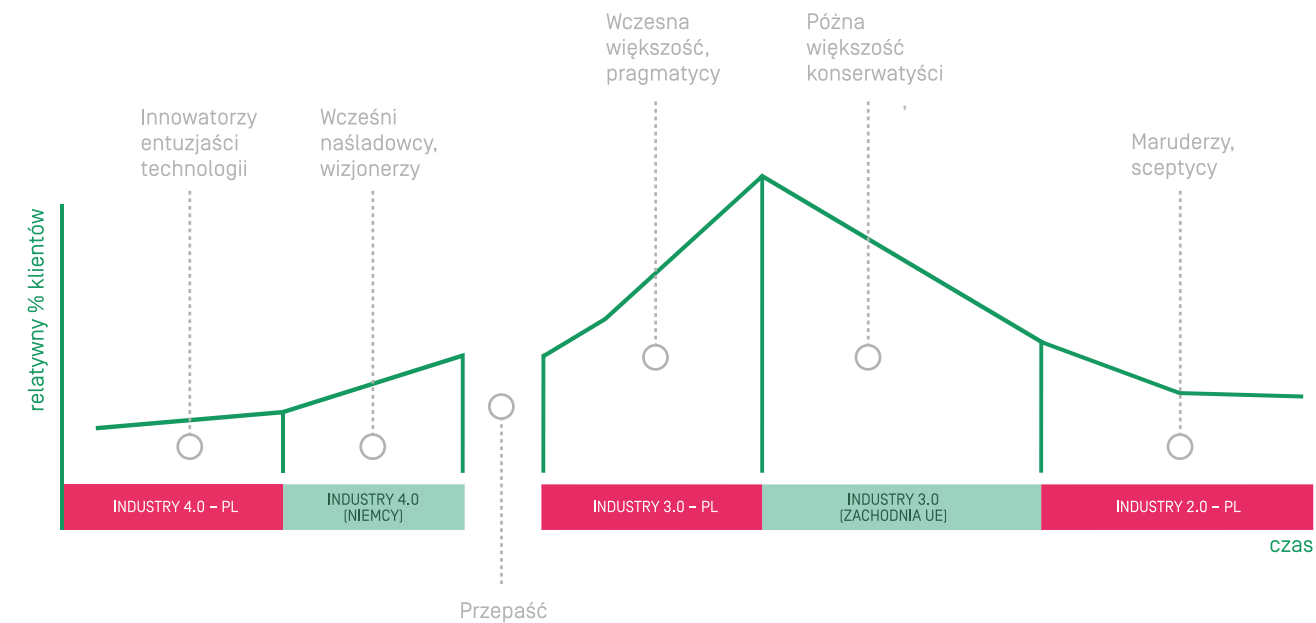 Wczesna
większość,
pragmatycy
Późna
większość
konserwatyści
,
Innowatorzy
entuzjaści
technologii
Wcześni
naśladowcy,
wizjonerzy
Maruderzy,
sceptycy
relatywny % klientów
INDUSTRY 4.0 – PL
INDUSTRY 4.0
(NIEMCY)
INDUSTRY 3.0 – PL
INDUSTRY 3.0
(ZACHODNIA UE)
INDUSTRY 2.0 – PL
czas
Przepaść